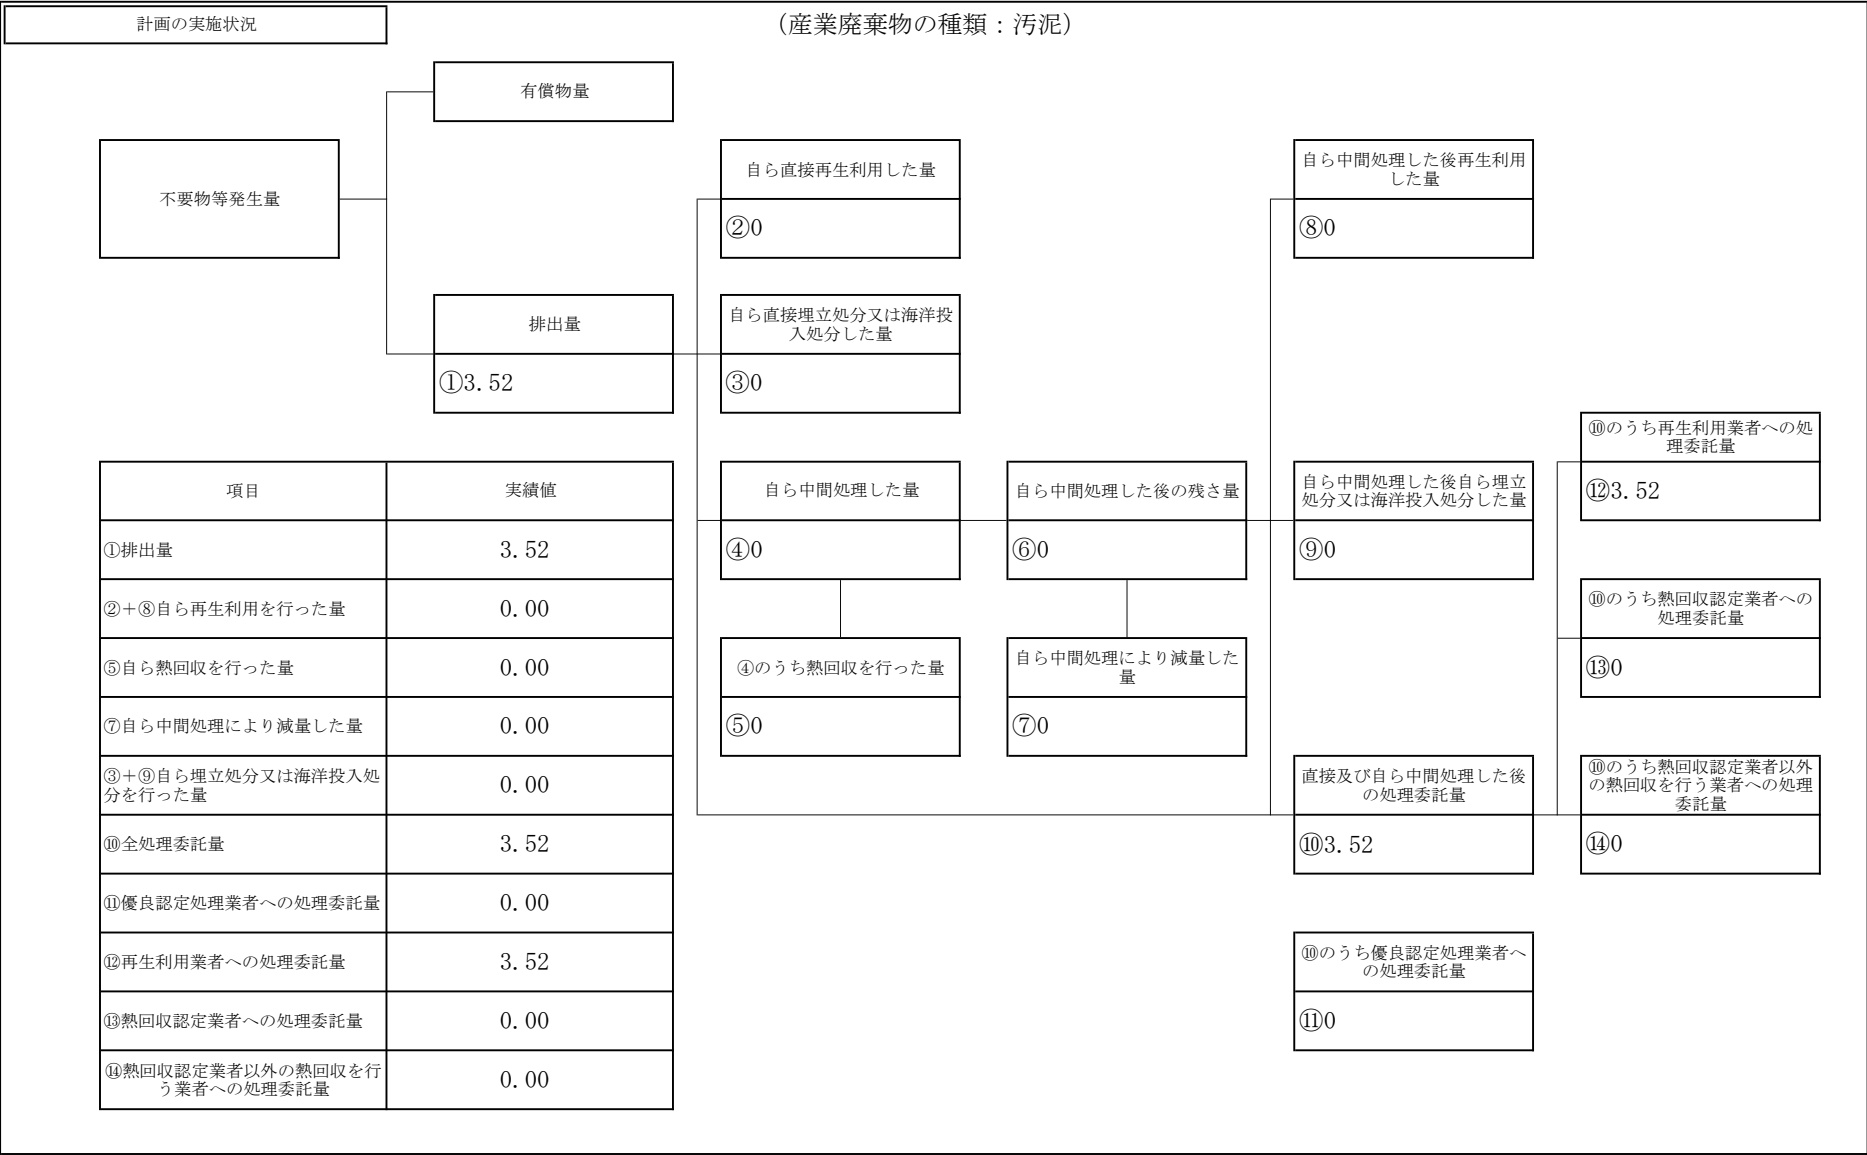 計画の実施状況
（産業廃棄物の種類：汚泥）
有償物量
不要物等発生量
自ら直接再生利用した量
②0
自ら中間処理した後再生利用
した量
⑧0
排出量
①3.52
自ら直接埋立処分又は海洋投
入処分した量
③0
⑩のうち再生利用業者への処
理委託量
⑫3.52
自ら中間処理した量
④0
自ら中間処理した後の残さ量
⑥0
自ら中間処理した後自ら埋立
処分又は海洋投入処分した量
⑨0
⑩のうち熱回収認定業者への
処理委託量
⑬0
④のうち熱回収を行った量
⑤0
自ら中間処理により減量した
量
⑦0
直接及び自ら中間処理した後
の処理委託量
⑩3.52
⑩のうち熱回収認定業者以外
の熱回収を行う業者への処理
委託量
⑭0
⑩のうち優良認定処理業者へ
の処理委託量
⑪0
項目 実績値
①排出量 3.52
②＋⑧自ら再生利用を行った量 0.00
⑤自ら熱回収を行った量 0.00
⑦自ら中間処理により減量した量 0.00
③＋⑨自ら埋立処分又は海洋投入処
分を行った量 0.00
⑩全処理委託量 3.52
⑪優良認定処理業者への処理委託量 0.00
⑫再生利用業者への処理委託量 3.52
⑬熱回収認定業者への処理委託量 0.00
⑭熱回収認定業者以外の熱回収を行
う業者への処理委託量 0.00